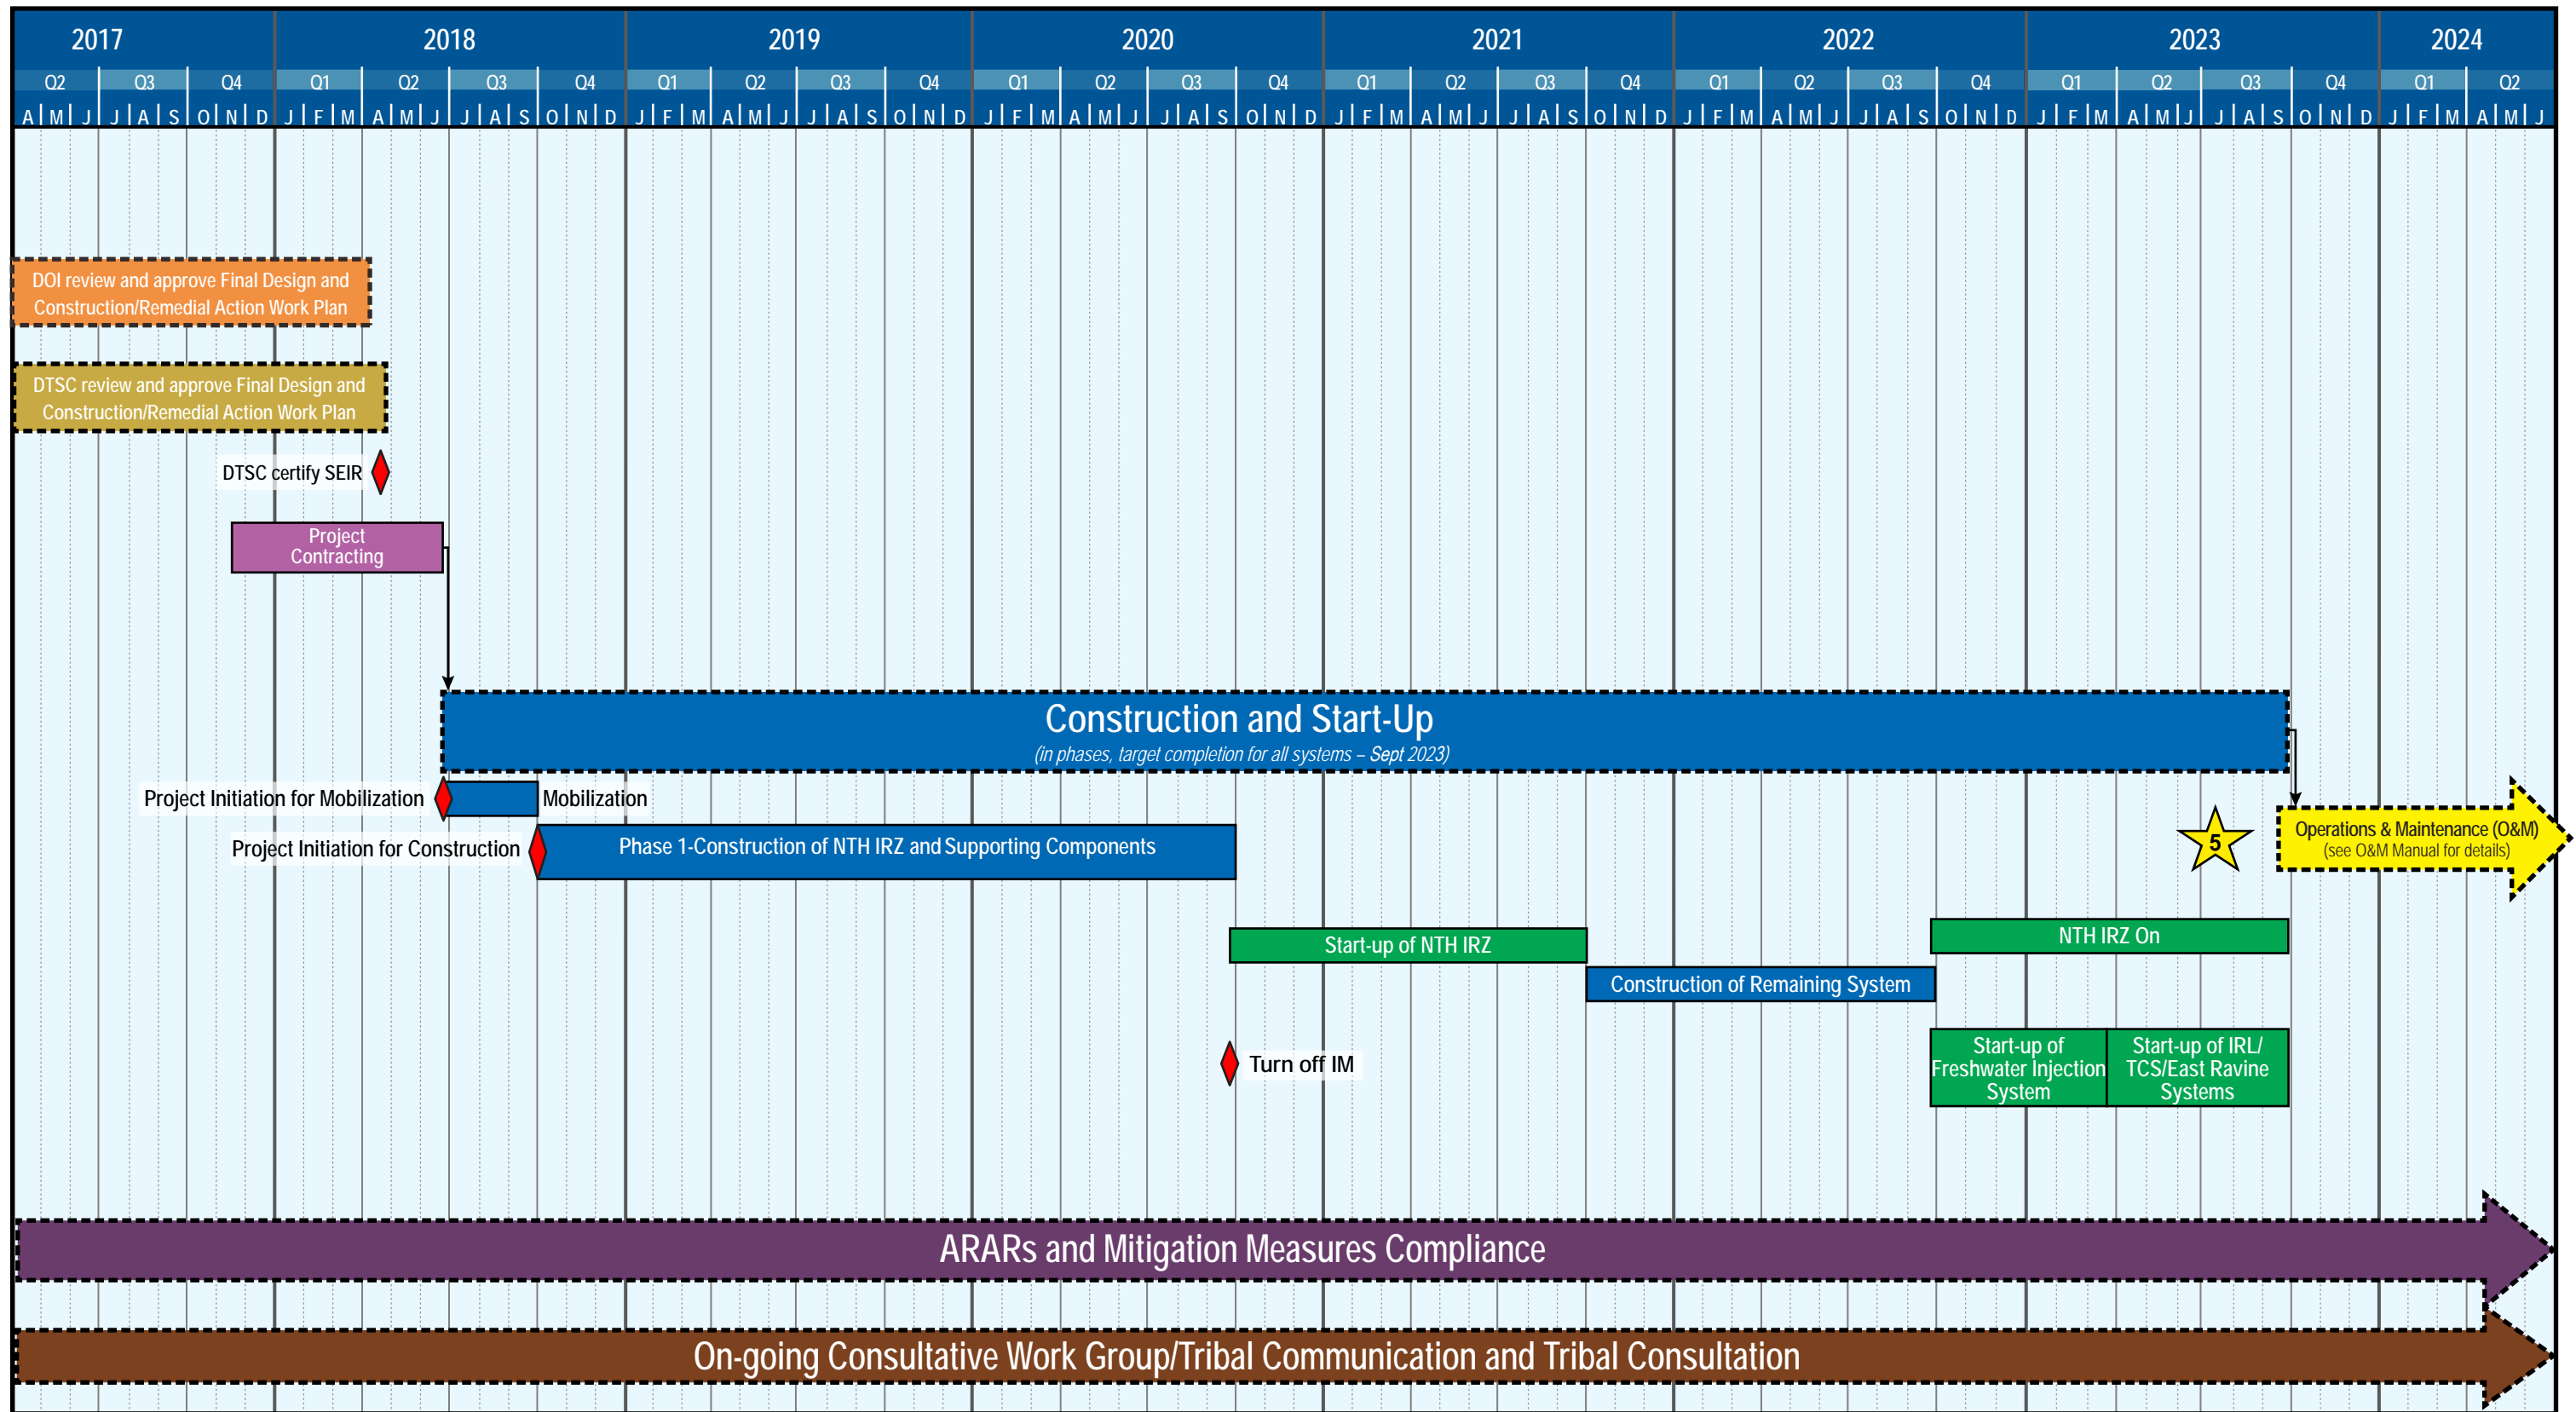 2017 2018 2019 2020 2021 2022 2023 2024
Q2 Q3 Q4 Q1 Q2 Q3 Q4 Q1 Q2 Q3 Q4 Q1 Q2 Q3 Q4 Q1 Q2 Q3 Q4 Q1 Q2 Q3 Q4 Q1 Q2 Q3 Q4 Q1 Q2
A M J J A S O N D J F M A M J J A S O N D J F M A M J J A S O N D J F M A M J J A S O N D J F M A M J J A S O N D J F M A M J J A S O N D J F M A M J J A S O N D J F M A M J
DOI review and approve Final Design and
Construction/Remedial Action Work Plan
DTSC review and approve Final Design and
Construction/Remedial Action Work Plan
DTSC certify SEIR
Project
Contracting
Construction and Start-Up
(in phases, target completion for all systems – Sept 2023)
Project Initiation for Mobilization
Mobilization
Project Initiation for Construction
Phase 1-Construction of NTH IRZ and Supporting Components
5
Operations & Maintenance (O&M)
(see O&M Manual for details)
Start-up of NTH IRZ
NTH IRZ On
Construction of Remaining System
Turn off IM
Start-up of
Freshwater Injection
System
Start-up of IRL/
TCS/East Ravine
Systems
ARARs and Mitigation Measures Compliance
On-going Consultative Work Group/Tribal Communication and Tribal Consultation